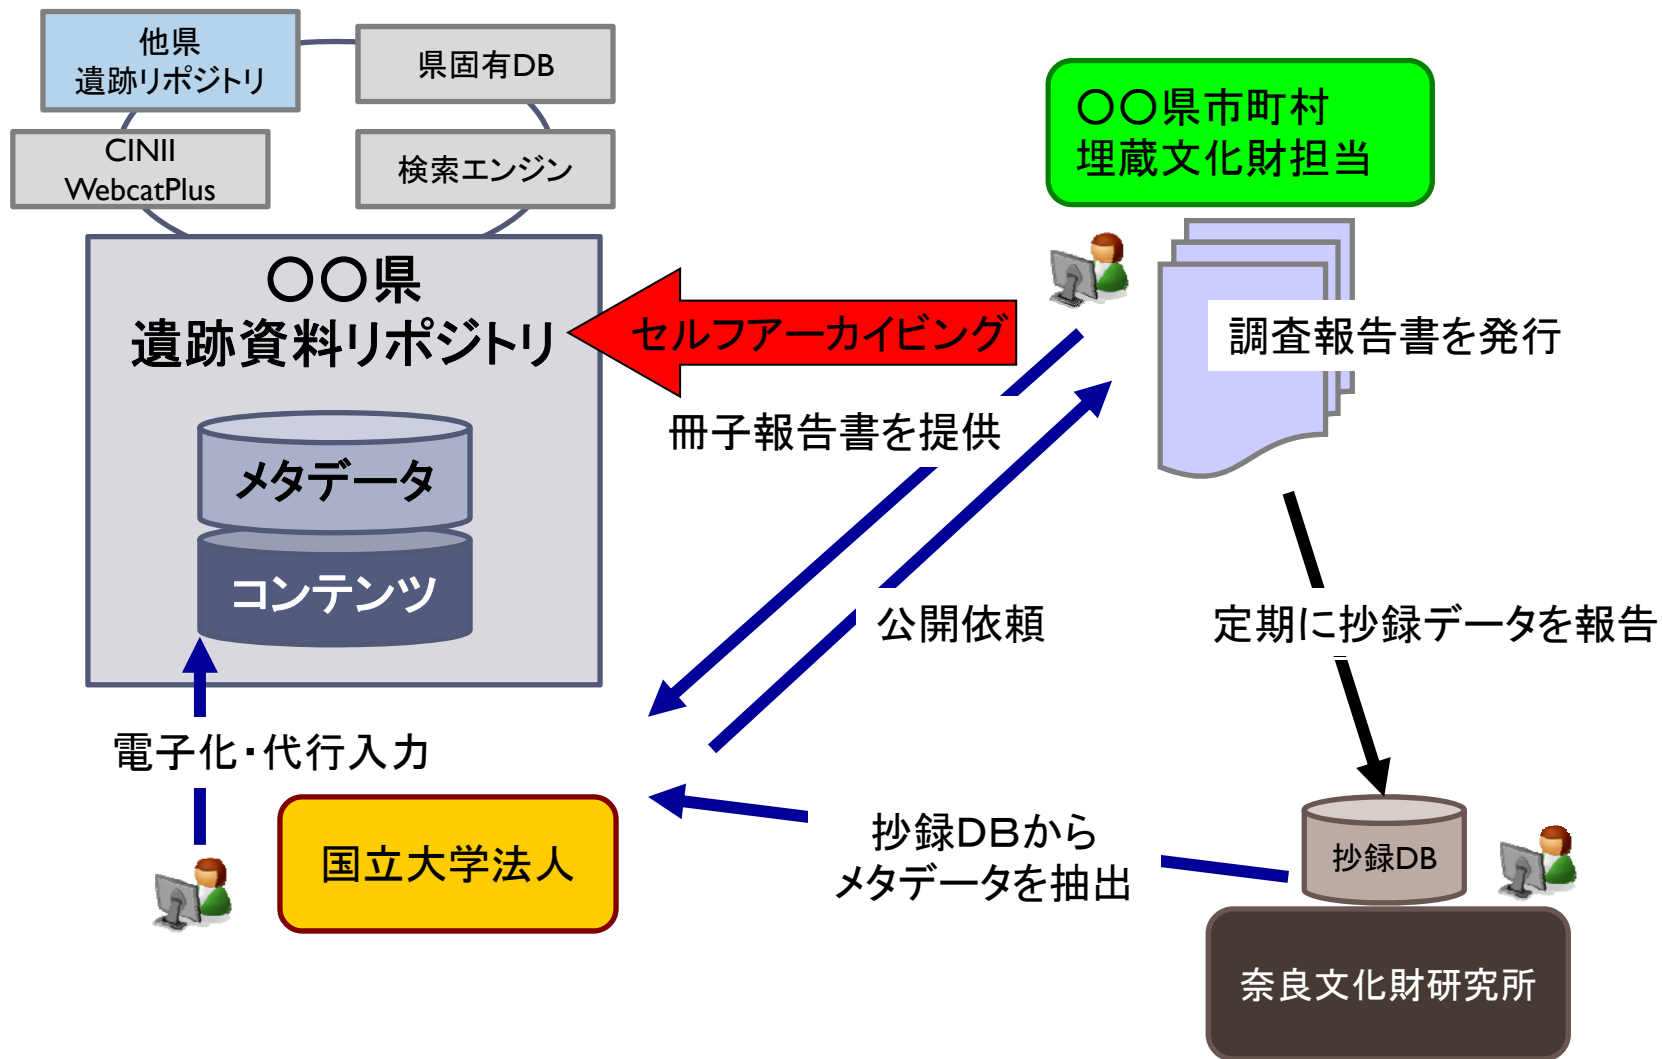 他県
遺跡リポジトリ
県固有DB
CINII
WebcatPlus
検索エンジン
〇〇県
遺跡資料リポジトリ
メタデータ
コンテンツ
セルフアーカイビング
〇〇県市町村
埋蔵文化財担当
調査報告書を発行
冊子報告書を提供
公開依頼
定期に抄録データを報告
電子化・代行入力
国立大学法人
抄録DBから
メタデータを抽出
抄録DB
奈良文化財研究所